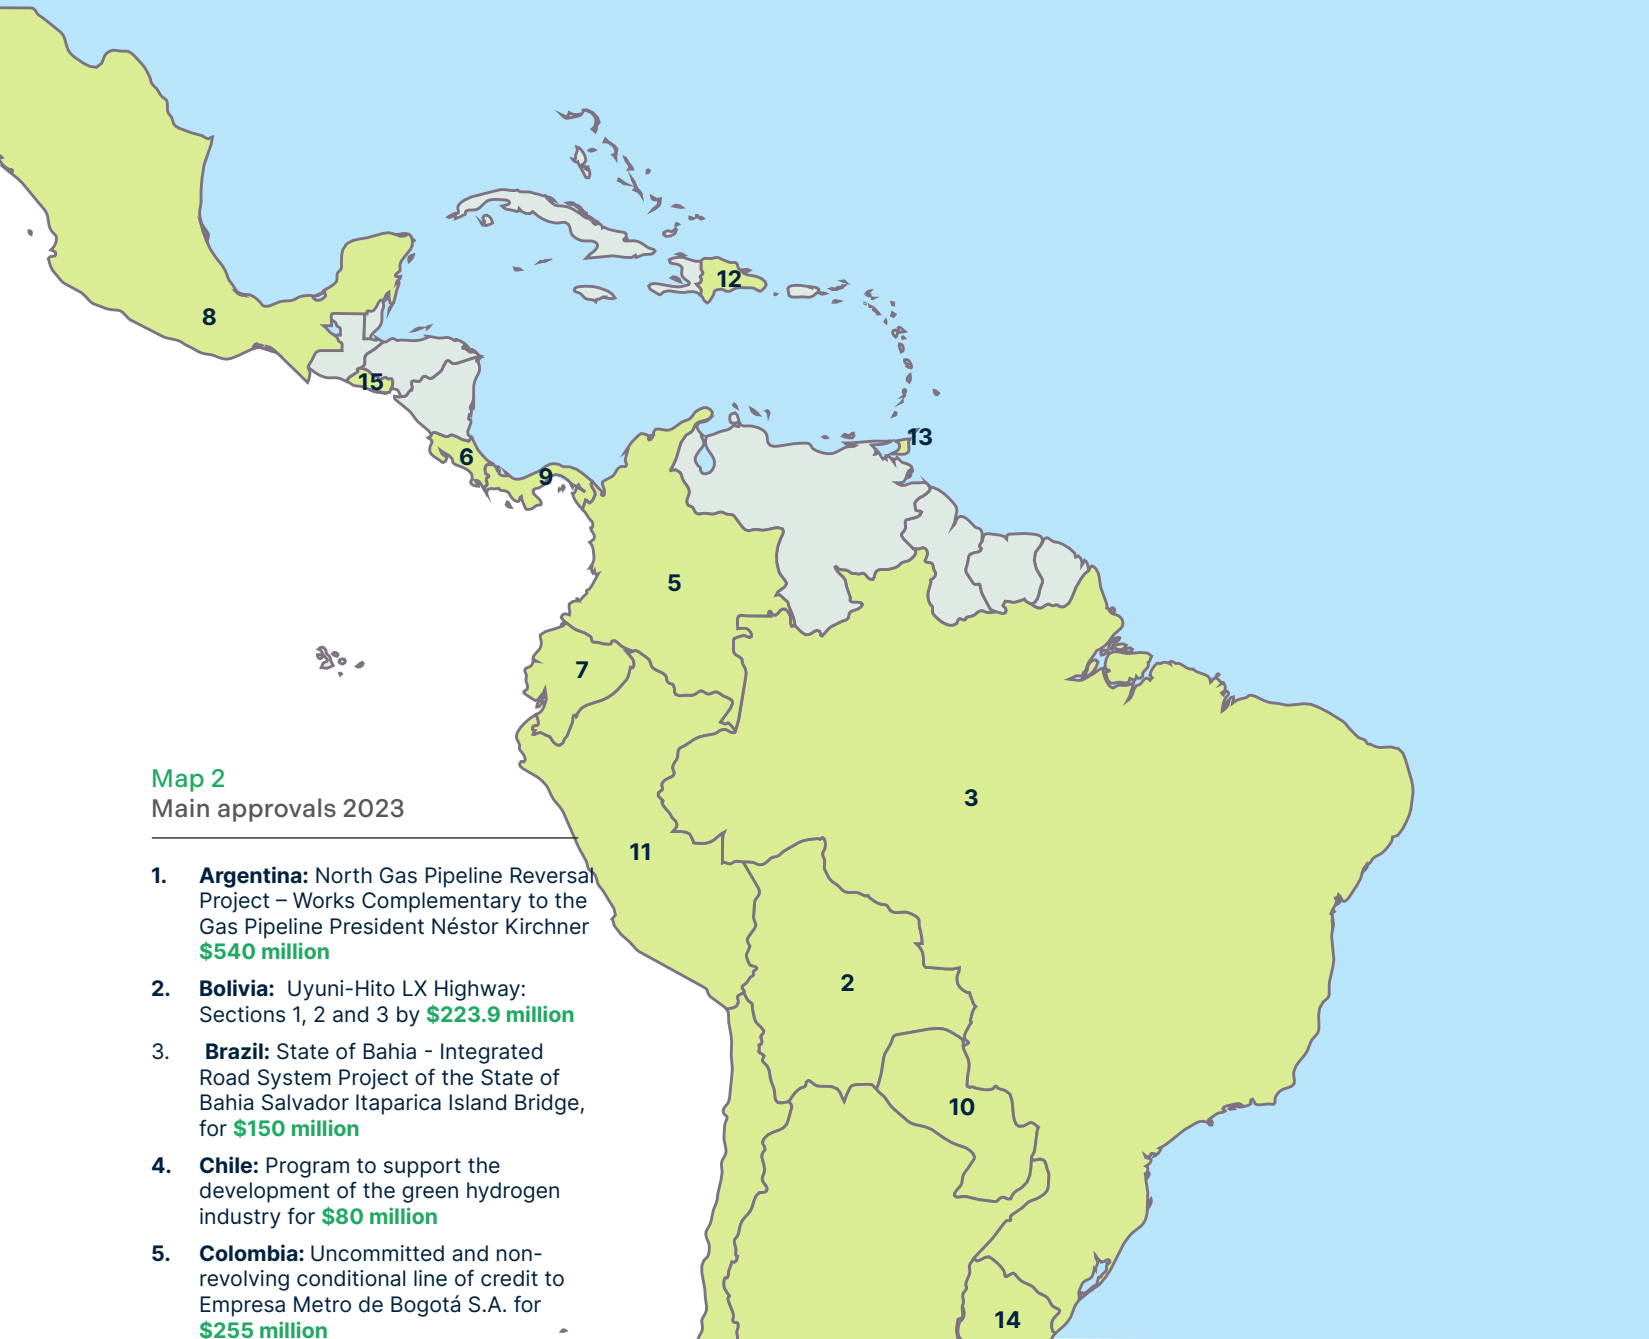 12
8
15
13
6
9
5
7
3
11
2
10
14
Map 2
Main approvals 2023
1. Argentina: North Gas Pipeline Reversal
Project – Works Complementary to the
Gas Pipeline President Néstor Kirchner
$540 million
2. Bolivia: Uyuni-Hito LX Highway:
Sections 1, 2 and 3 by $223.9 million
3. Brazil: State of Bahia - Integrated
Road System Project of the State of
Bahia Salvador Itaparica Island Bridge,
for $150 million
4. Chile: Program to support the
development of the green hydrogen
industry for $80 million
5. Colombia: Uncommitted and non-
revolving conditional line of credit to
Empresa Metro de Bogotá S.A. for
$255 million